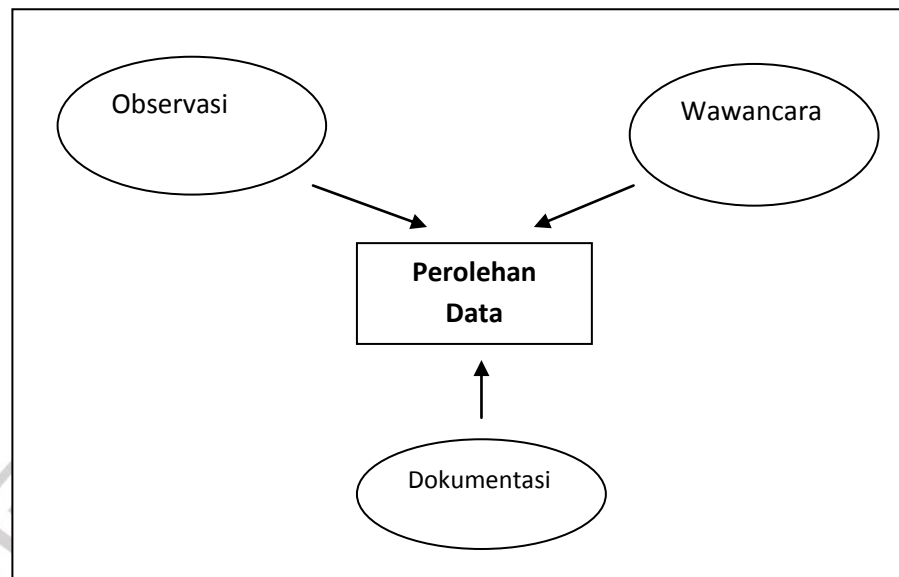 Observasi
Wawancara
Perolehan
Data
Dokumentasi